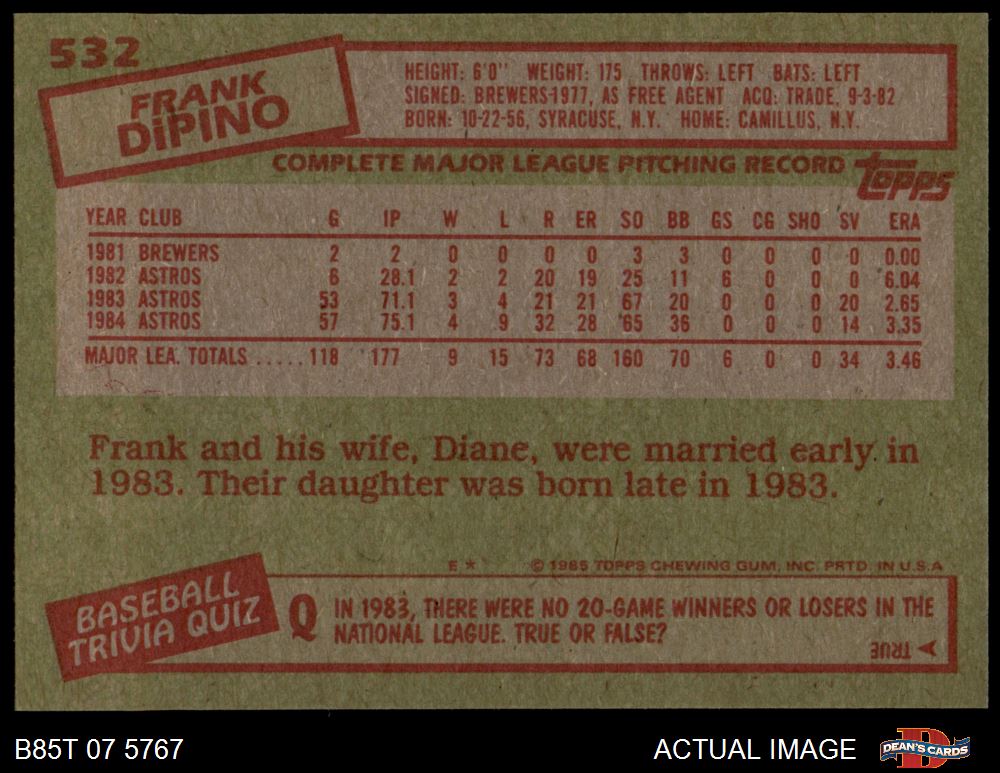 532
FRANK
DiPINO
HEIGHT: 6'0" WEIGHT: 175 THROWS: LEFT BATS: LEFT
SIGNED: BREWERS-1977, AS FREE AGENT ACQ: TRADE, 9-3-82
BORN: 10-22-56, SYRACUSE, N.Y. HOME: CAMILLUS, N.Y.
COMPLETE MAJOR LEAGUE PITCHING RECORD
Topps
YEAR CLUB G IP W L R ER SO BB GS CG SHO SV ERA
1981 BREWERS 2 2 0 0 0 0 3 3 0 0 0 0 0.00
1982 ASTROS 6 28.1 2 2 20 19 25 11 6 0 0 0 6.04
1983 ASTROS 53 71.1 3 4 21 21 67 20 0 0 0 20 2.65
1984 ASTROS 57 75.1 4 9 32 28 65 36 0 0 0 14 3.35
MAJOR LEA. TOTALS ..... 118 177 9 15 73 68 160 70 6 0 0 34 3.46
Frank and his wife, Diane, were married early in
1983. Their daughter was born late in 1983.
E * © 1985 TOPPS CHEWING GUM, INC. PRTD. IN U.S.A
BASEBALL
TRIVIA QUIZ
Q IN 1983, THERE WERE NO 20-GAME WINNERS OR LOSERS IN THE
NATIONAL LEAGUE. TRUE OR FALSE?
TRUE
B85T 07 5767
ACTUAL IMAGE
D
DEAN'S CARDS